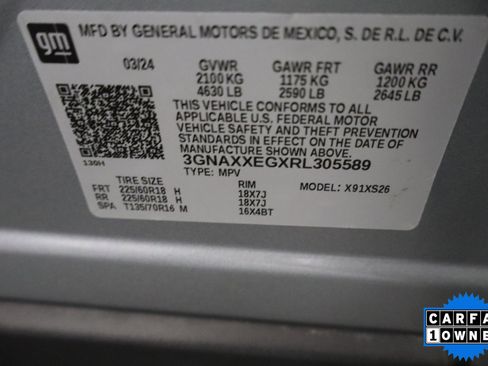 gm
MFD BY GENERAL MOTORS DE MEXICO, S. DE R.L. DE C.V.
03/24 GVWR GAWR FRT GAWR RR
2100 KG 1175 KG 1200 KG
4630 LB 2590 LB 2645 LB
THIS VEHICLE CONFORMS TO ALL
APPLICABLE U.S. FEDERAL MOTOR
VEHICLE SAFETY AND THEFT PREVENTION
STANDARDS IN EFFECT ON THE DATE OF
MANUFACTURE SHOWN ABOVE.
3GNAXXEGXRL305589
TYPE: MPV
TIRE SIZE RIM MODEL: X91XS26
FRT 225/60R18 H 18X7J
RR 225/60R18 H 18X7J
SPA T135/70R16 M 16X4BT
CARFA
1 OWNE